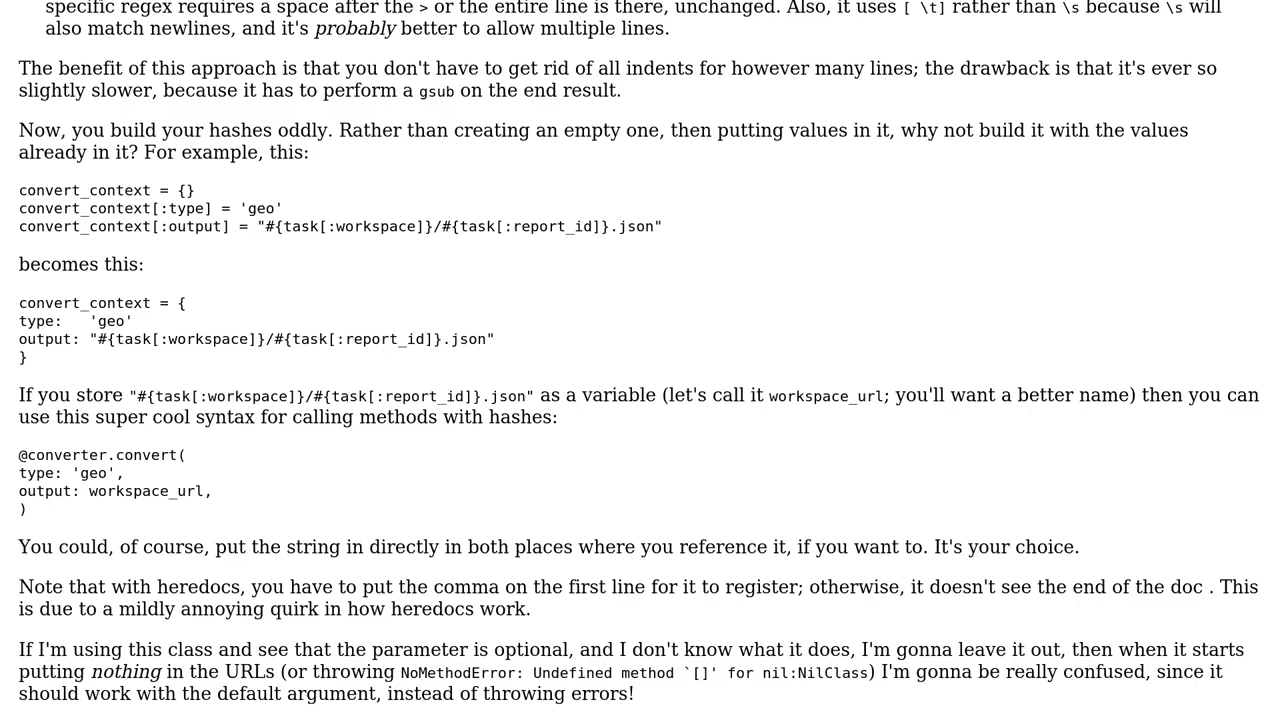 specific regex requires a space after the > or the entire line is there, unchanged. Also, it uses [ \t] rather than \s because \s will
also match newlines, and it's probably better to allow multiple lines.
The benefit of this approach is that you don't have to get rid of all indents for however many lines; the drawback is that it's ever so
slightly slower, because it has to perform a gsub on the end result.
Now, you build your hashes oddly. Rather than creating an empty one, then putting values in it, why not build it with the values
already in it? For example, this:
convert_context = {}
convert_context[:type] = 'geo'
convert_context[:output] = "#{task[:workspace]}/#{task[:report_id]}.json"
becomes this:
convert_context = {
type:   'geo'
output: "#{task[:workspace]}/#{task[:report_id]}.json"
}
If you store "#{task[:workspace]}/#{task[:report_id]}.json" as a variable (let's call it workspace_url; you'll want a better name) then you can
use this super cool syntax for calling methods with hashes:
@converter.convert(
type: 'geo',
output: workspace_url,
)
You could, of course, put the string in directly in both places where you reference it, if you want to. It's your choice.
Note that with heredocs, you have to put the comma on the first line for it to register; otherwise, it doesn't see the end of the doc . This
is due to a mildly annoying quirk in how heredocs work.
If I'm using this class and see that the parameter is optional, and I don't know what it does, I'm gonna leave it out, then when it starts
putting nothing in the URLs (or throwing NoMethodError: Undefined method `[]' for nil:NilClass) I'm gonna be really confused, since it
should work with the default argument, instead of throwing errors!